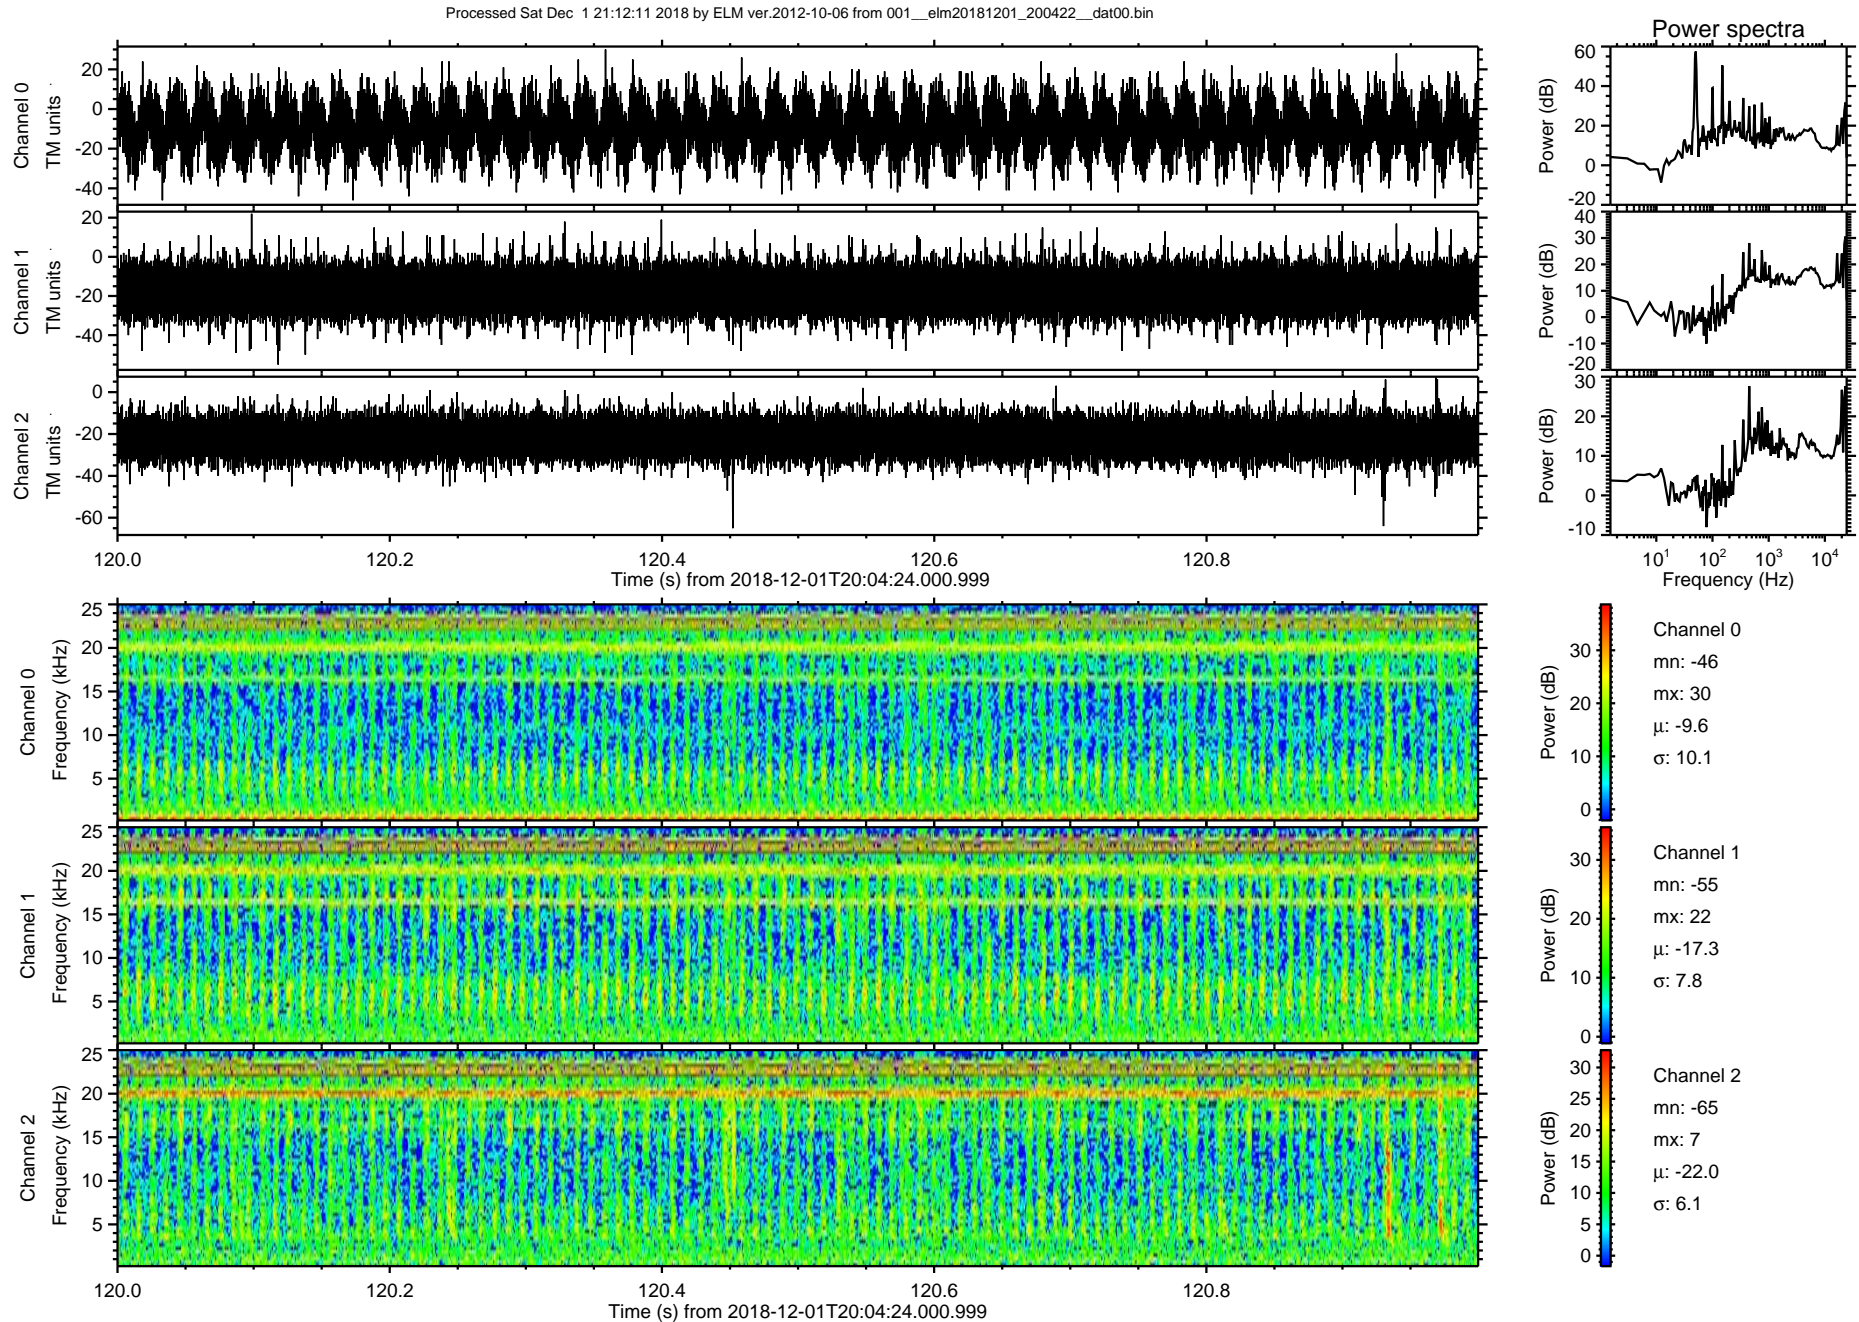 Processed Sat Dec  1 21:12:11 2018 by ELM ver.2012-10-06 from 001__elm20181201_200422__dat00.bin
Power spectra
Channel 0
TM units
20
0
-20
-40
60
40
20
0
-20
Power (dB)
Channel 1
TM units
20
0
-20
-40
40
30
20
10
0
-10
-20
Power (dB)
Channel 2
TM units
0
-20
-40
-60
30
20
10
0
-10
Power (dB)
120.0 120.2 120.4 120.6 120.8
Time (s) from 2018-12-01T20:04:24.000.999
10^1 10^2 10^3 10^4
Frequency (Hz)
Channel 0
Frequency (kHz)
25
20
15
10
5
Power (dB)
30
20
10
0
Channel 0
mn: -46
mx: 30
μ: -9.6
σ: 10.1
Channel 1
Frequency (kHz)
25
20
15
10
5
Power (dB)
30
20
10
0
Channel 1
mn: -55
mx: 22
μ: -17.3
σ: 7.8
Channel 2
Frequency (kHz)
25
20
15
10
5
Power (dB)
30
25
20
15
10
5
0
Channel 2
mn: -65
mx: 7
μ: -22.0
σ: 6.1
120.0 120.2 120.4 120.6 120.8
Time (s) from 2018-12-01T20:04:24.000.999